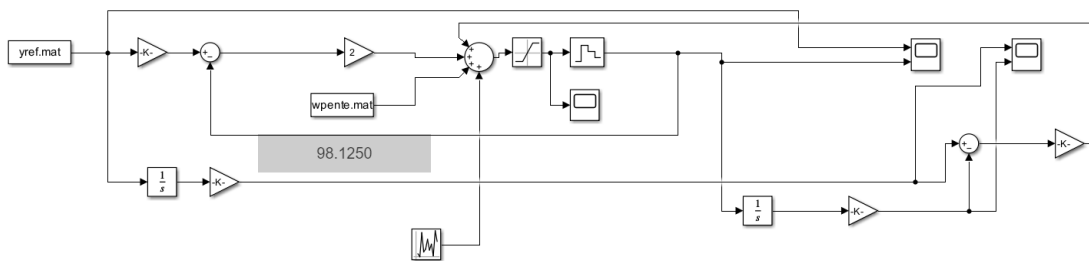 yref.mat
-K-
+
−
2
+
+
+
+
wpente.mat
98.1250
1
s
-K-
+
−
-K-
1
s
-K-